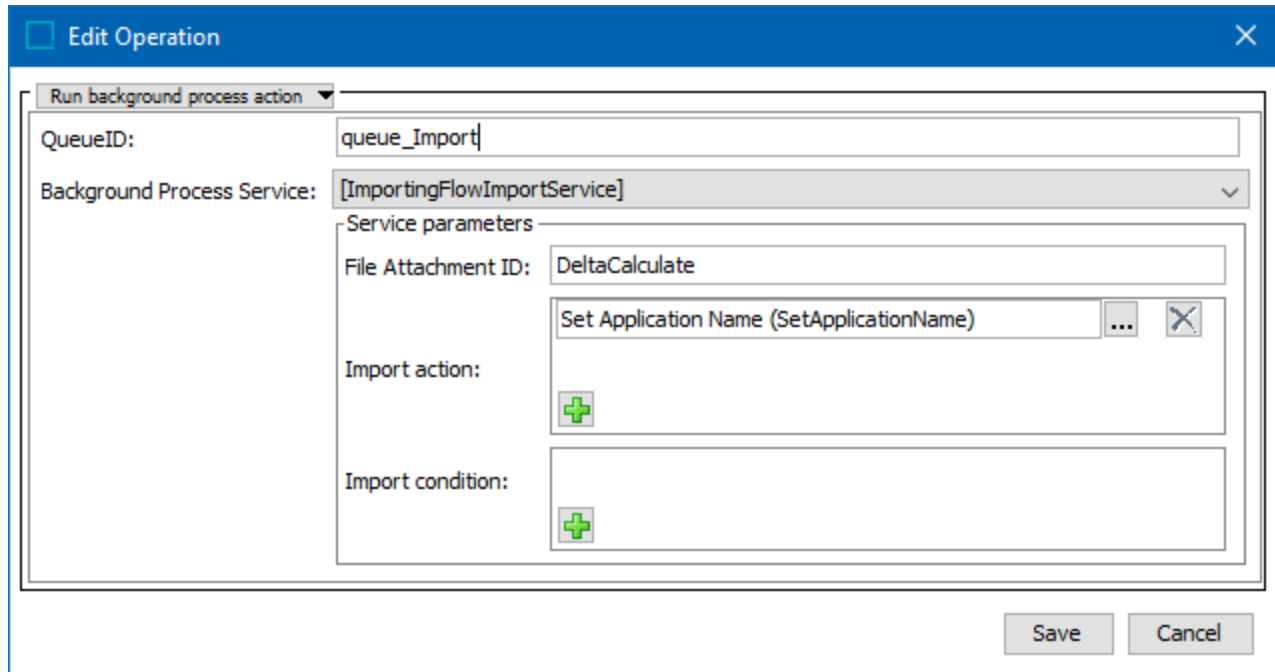 Edit Operation
Run background process action
QueueID: queue_Import
Background Process Service: [ImportingFlowImportService]
Service parameters
File Attachment ID: DeltaCalculate
Set Application Name (SetApplicationName) ...
Import action:
Import condition:
Save Cancel